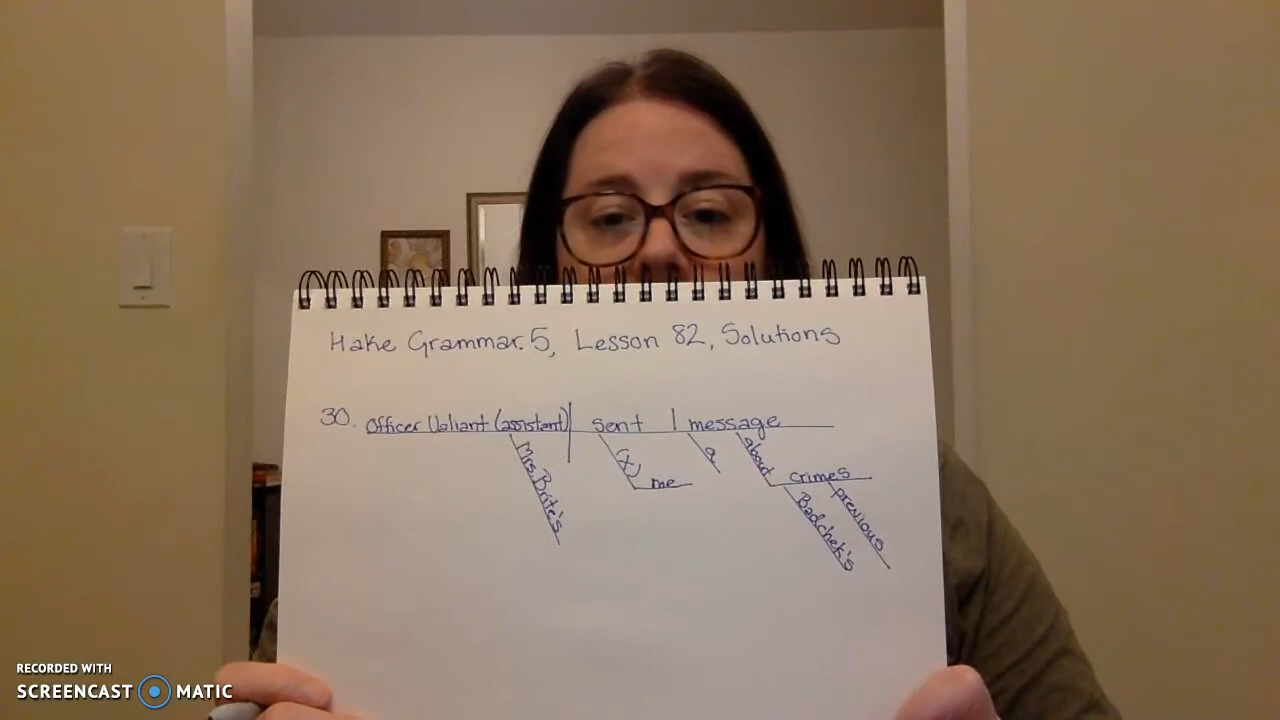 Hake Grammar 5, Lesson 82, Solutions
30. Officer Valiant (assistant) sent message
Mrs. Brite's
(x) me
a
about crimes
Badchek's
previous
RECORDED WITH
SCREENCAST MATIC